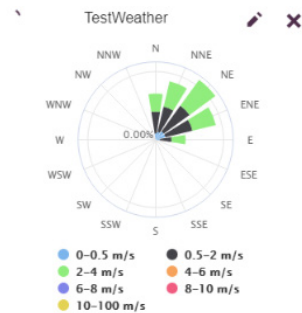 TestWeather
N
NNW NNE
NW NE
WNW ENE
0.00%
W E
WSW ESE
SW SE
SSW SSE
S
0-0.5 m/s 0.5-2 m/s
2-4 m/s 4-6 m/s
6-8 m/s 8-10 m/s
10-100 m/s